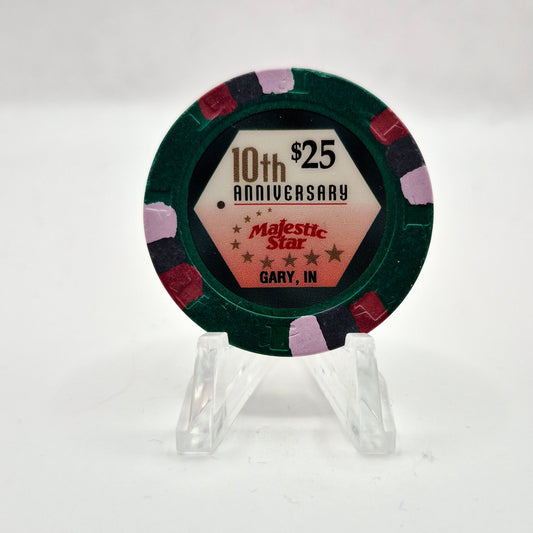 10th $25
ANNIVERSARY
Majestic
Star
GARY, IN